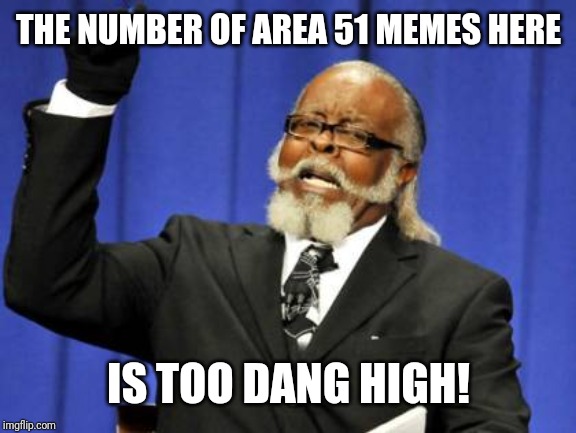 THE NUMBER OF AREA 51 MEMES HERE
IS TOO DANG HIGH!
imgflip.com